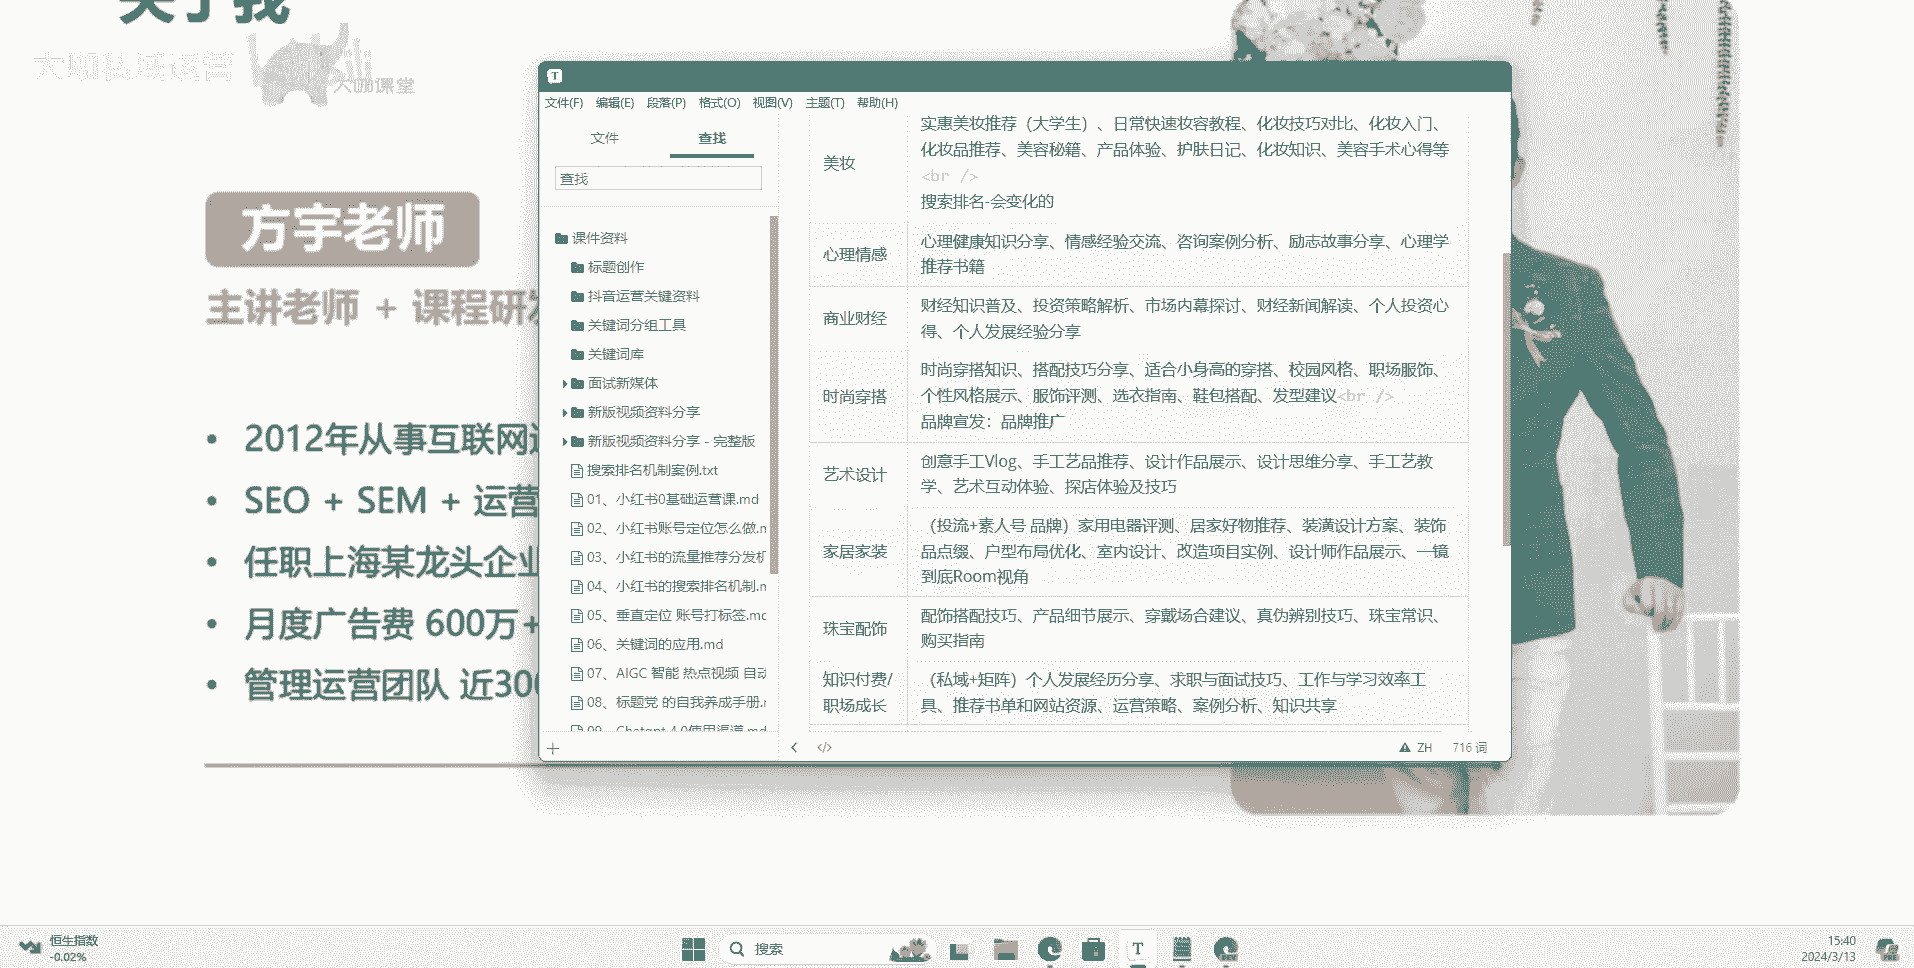 关于我
大咖私域运营
大咖课堂
方宇老师
主讲老师 + 课程研发
• 2012年从事互联网运
• SEO + SEM + 运营
• 任职上海某龙头企业
• 月度广告费 600万+
• 管理运营团队 近300
文件(F) 编辑(E) 段落(P) 格式(O) 视图(V) 主题(T) 帮助(H)
文件 查找
查找
课件资料
标题创作
抖音运营关键资料
关键词分组工具
关键词库
面试新媒体
新版视频资料分享
新版视频资料分享 - 完整版
搜索排名机制案例.txt
01、小红书0基础运营课.md
02、小红书账号定位怎么做.m
03、小红书的流量推荐分发机
04、小红书的搜索排名机制.m
05、垂直定位 账号打标签.md
06、关键词的应用.md
07、AIGC 智能 热点视频 自动
08、标题党 的自我养成手册.m
09、Chatgpt 4.0使用渠道.md
美妆
实惠美妆推荐（大学生）、日常快速妆容教程、化妆技巧对比、化妆入门、
化妆品推荐、美容秘籍、产品体验、护肤日记、化妆知识、美容手术心得等
<br />
搜索排名-会变化的
心理情感
心理健康知识分享、情感经验交流、咨询案例分析、励志故事分享、心理学
推荐书籍
商业财经
财经知识普及、投资策略解析、市场内幕探讨、财经新闻解读、个人投资心
得、个人发展经验分享
时尚穿搭
时尚穿搭知识、搭配技巧分享、适合小身高的穿搭、校园风格、职场服饰、
个性风格展示、服饰评测、选衣指南、鞋包搭配、发型建议<br />
品牌宣发：品牌推广
艺术设计
创意手工Vlog、手工艺品推荐、设计作品展示、设计思维分享、手工艺教
学、艺术互动体验、探店体验及技巧
家居家装
（投流+素人号 品牌）家用电器评测、居家好物推荐、装潢设计方案、装饰
品点缀、户型布局优化、室内设计、改造项目实例、设计师作品展示、一镜
到底Room视角
珠宝配饰
配饰搭配技巧、产品细节展示、穿戴场合建议、真伪辨别技巧、珠宝常识、
购买指南
知识付费/
职场成长
（私域+矩阵）个人发展经历分享、求职与面试技巧、工作与学习效率工
具、推荐书单和网站资源、运营策略、案例分析、知识共享
</> ZH 716 词
恒生指数
-0.02%
搜索
15:40
2024/3/13